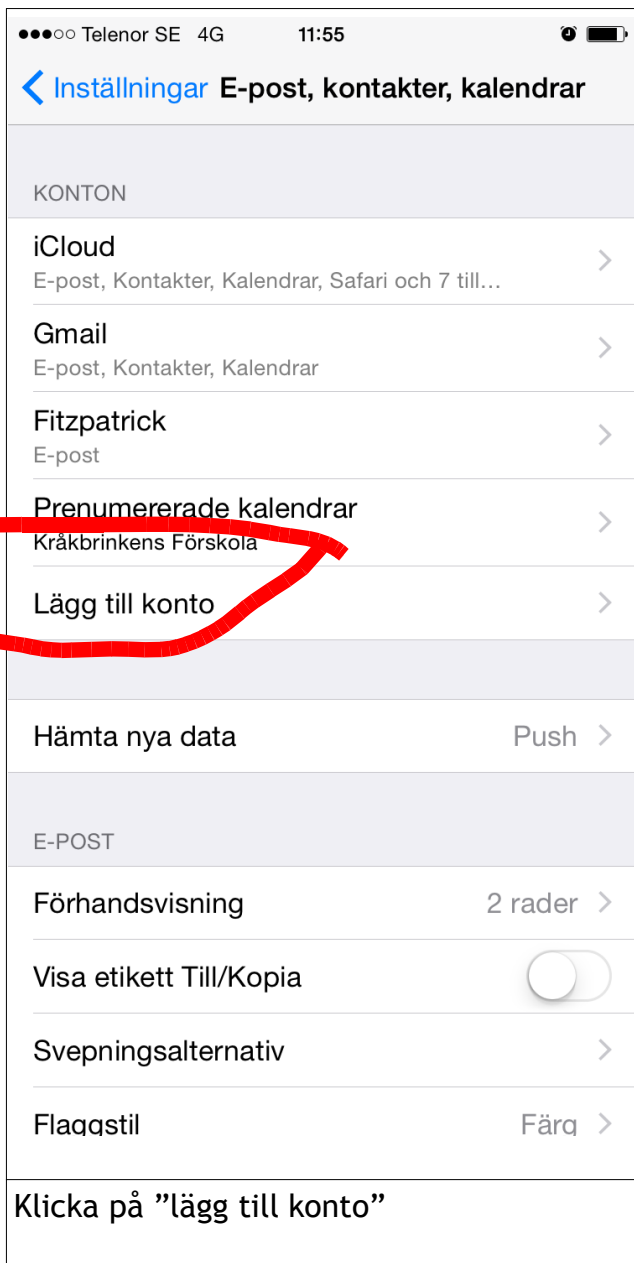 Telenor SE 4G 11:55
Inställningar E-post, kontakter, kalendrar
KONTON
iCloud
E-post, Kontakter, Kalendrar, Safari och 7 till...
Gmail
E-post, Kontakter, Kalendrar
Fitzpatrick
E-post
Prenumererade kalendrar
Kråkbrinkens Förskola
Lägg till konto
Hämta nya data Push
E-POST
Förhandsvisning 2 rader
Visa etikett Till/Kopia
Svepningsalternativ
Flaggstil Färg
Klicka på ”lägg till konto”